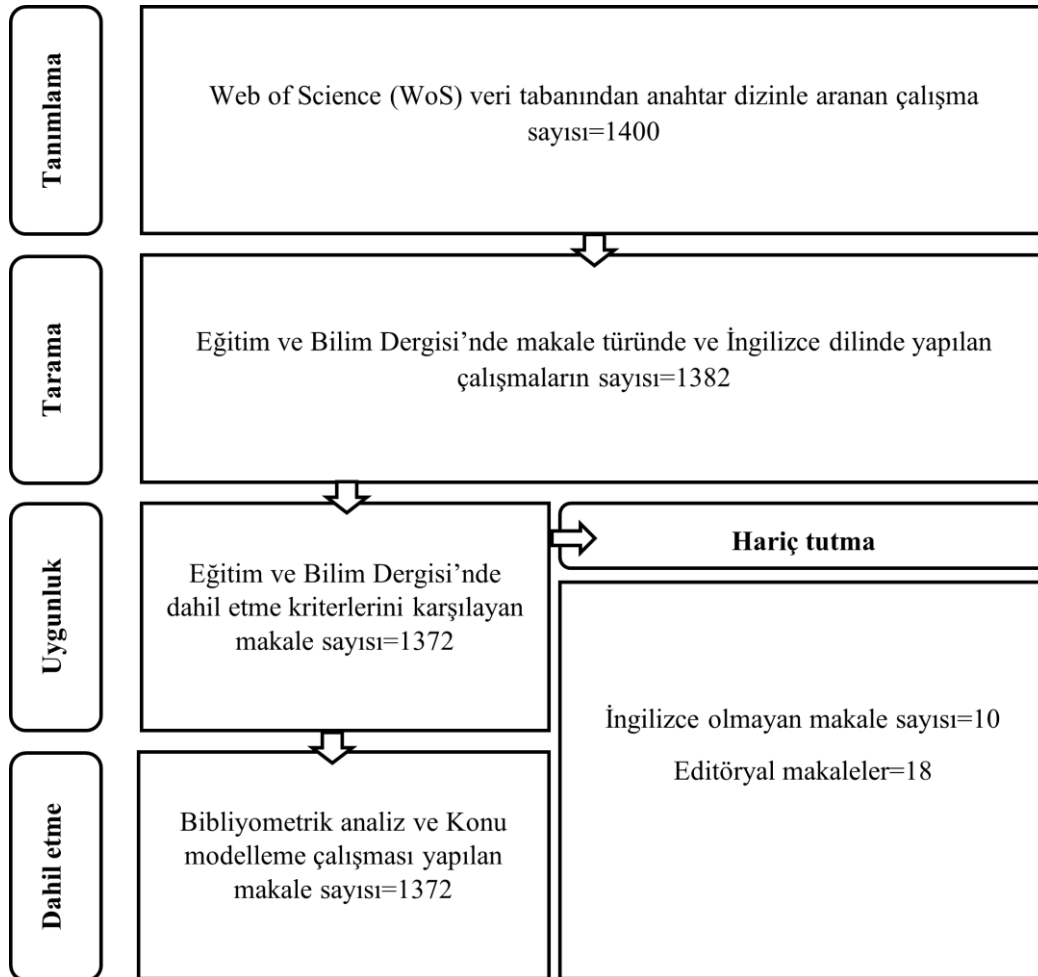 Tanımlama
Web of Science (WoS) veri tabanından anahtar dizinle aranan çalışma
sayısı=1400
Tarama
Eğitim ve Bilim Dergisi’nde makale türünde ve İngilizce dilinde yapılan
çalışmaların sayısı=1382
Uygunluk
Eğitim ve Bilim Dergisi’nde
dahil etme kriterlerini karşılayan
makale sayısı=1372
Hariç tutma
İngilizce olmayan makale sayısı=10
Editöryal makaleler=18
Dahil etme
Bibliyometrik analiz ve Konu
modelleme çalışması yapılan
makale sayısı=1372